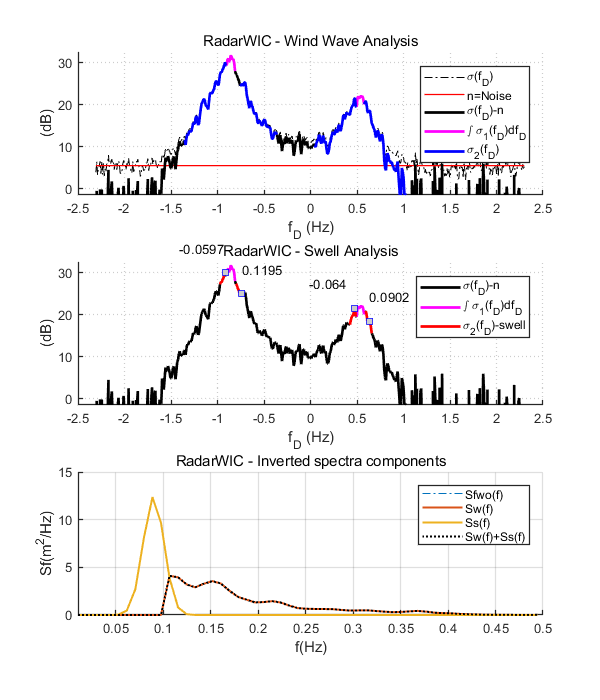 RadarWIC - Wind Wave Analysis
30
20
10
0
(dB)
σ(f_D)
n=Noise
σ(f_D)-n
∫ σ_1(f_D)df_D
σ_2(f_D)
-2.5 -2 -1.5 -1 -0.5 0 0.5 1 1.5 2 2.5
f_D (Hz)
-0.0597
RadarWIC - Swell Analysis
0.1195
-0.064
0.0902
30
20
10
0
(dB)
σ(f_D)-n
∫ σ_1(f_D)df_D
σ_2(f_D)-swell
-2.5 -2 -1.5 -1 -0.5 0 0.5 1 1.5 2 2.5
f_D (Hz)
RadarWIC - Inverted spectra components
15
10
5
0
Sf(m²/Hz)
Sfwo(f)
Sw(f)
Ss(f)
Sw(f)+Ss(f)
0.05 0.1 0.15 0.2 0.25 0.3 0.35 0.4 0.45 0.5
f(Hz)